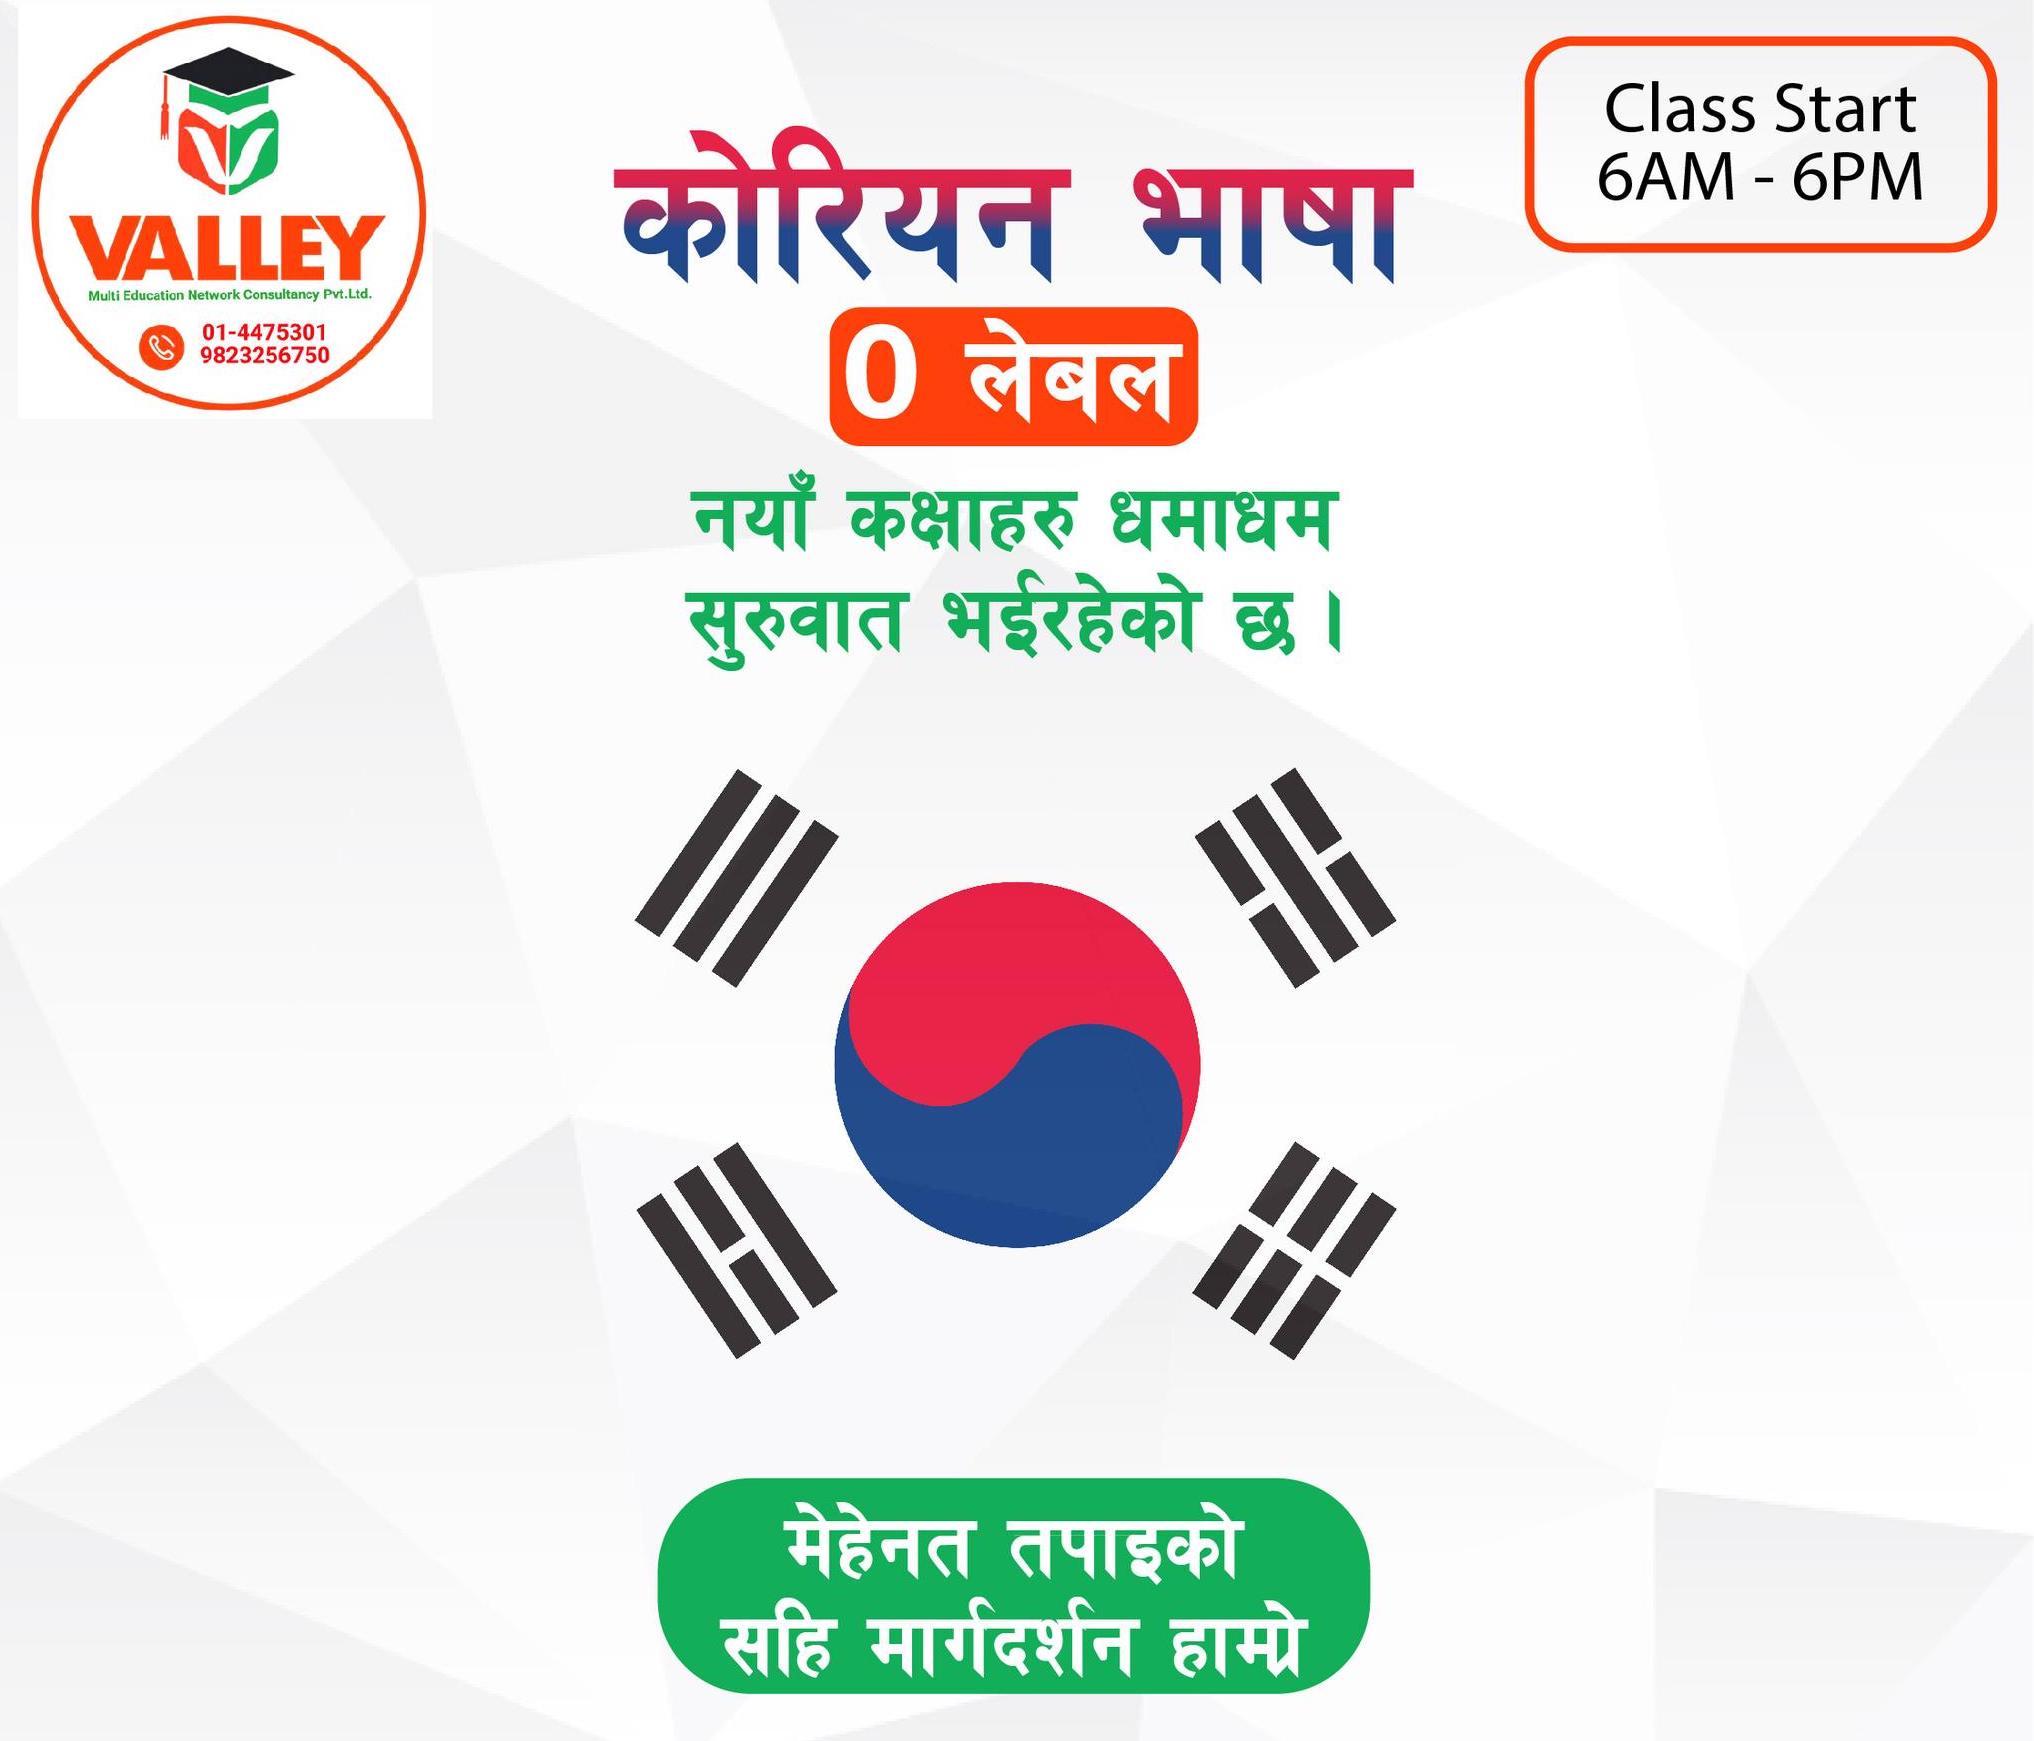 VALLEY
Multi Education Network Consultancy Pvt.Ltd.
01-4475301
9823256750
Class Start
6AM - 6PM
कोरियन भाषा
0 लेबल
नयाँ कक्षाहरु धमाधम
सुरुवात भईरहेको छ ।
मेहेनत तपाइको
सहि मार्गदर्शन हाम्रो